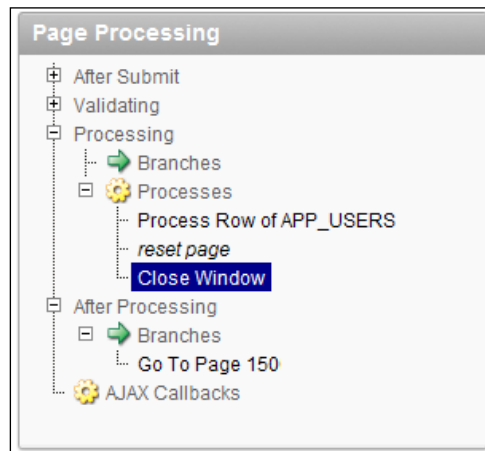 Page Processing
After Submit
Validating
Processing
Branches
Processes
Process Row of APP_USERS
reset page
Close Window
After Processing
Branches
Go To Page 150
AJAX Callbacks